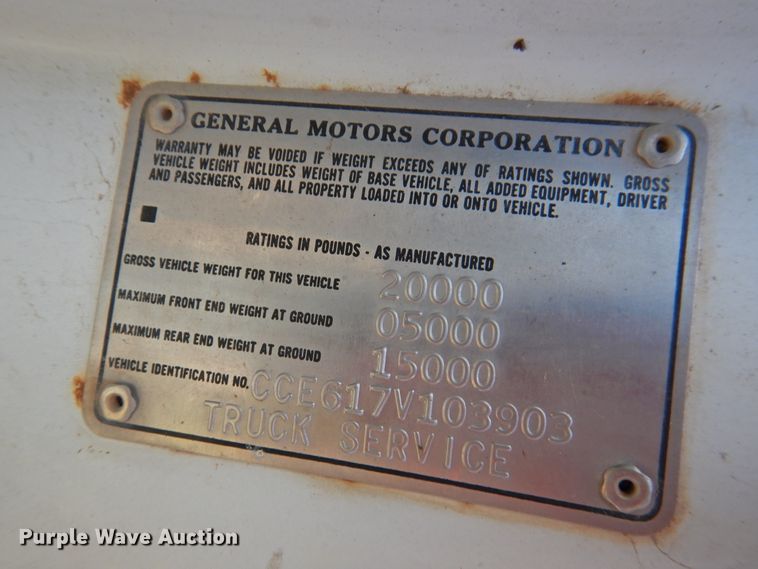 GENERAL MOTORS CORPORATION
WARRANTY MAY BE VOIDED IF WEIGHT EXCEEDS ANY OF RATINGS SHOWN. GROSS
VEHICLE WEIGHT INCLUDES WEIGHT OF BASE VEHICLE, ALL ADDED EQUIPMENT, DRIVER
AND PASSENGERS, AND ALL PROPERTY LOADED INTO OR ONTO VEHICLE.
RATINGS IN POUNDS - AS MANUFACTURED
GROSS VEHICLE WEIGHT FOR THIS VEHICLE 20000
MAXIMUM FRONT END WEIGHT AT GROUND 05000
MAXIMUM REAR END WEIGHT AT GROUND 15000
VEHICLE IDENTIFICATION NO. CCE617V103903
TRUCK SERVICE
Purple Wave Auction